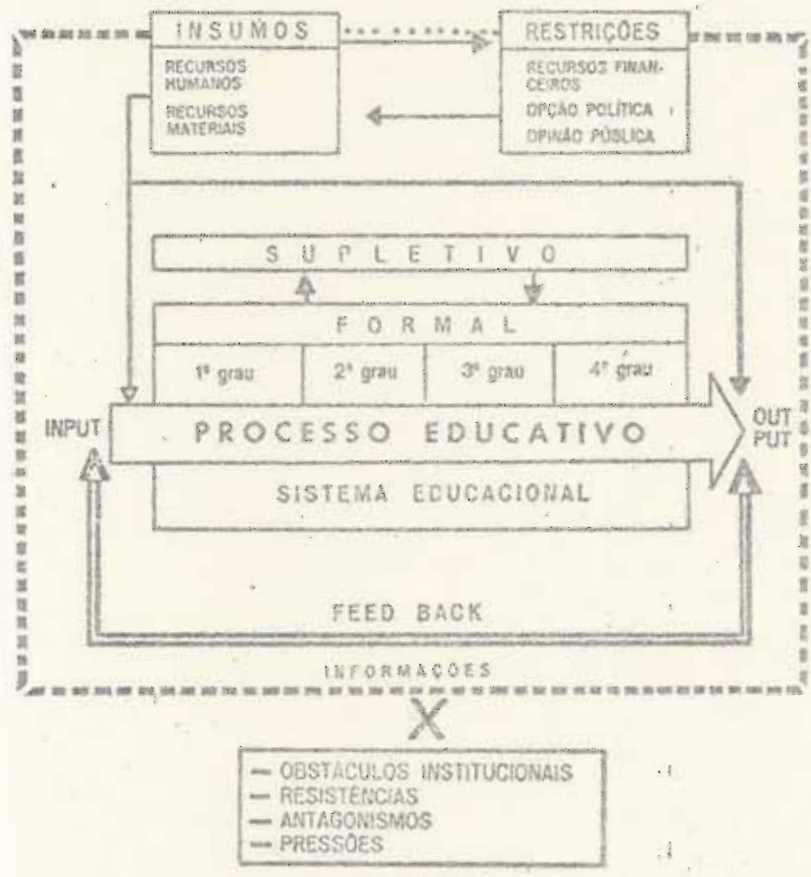 INSUMOS
RECURSOS
HUMANOS
RECURSOS
MATERIAIS
RESTRIÇÕES
RECURSOS FINAN-
CEIROS
OPÇÃO POLÍTICA
OPINÃO PÚBLICA
SUPLETIVO
FORMAL
1º grau
2º grau
3º grau
4º grau
INPUT
PROCESSO EDUCATIVO
OUT
PUT
SISTEMA EDUCACIONAL
FEED BACK
INFORMAÇÕES
X
— OBSTÁCULOS INSTITUCIONAIS
— RESISTÊNCIAS
— ANTAGONISMOS
— PRESSÕES